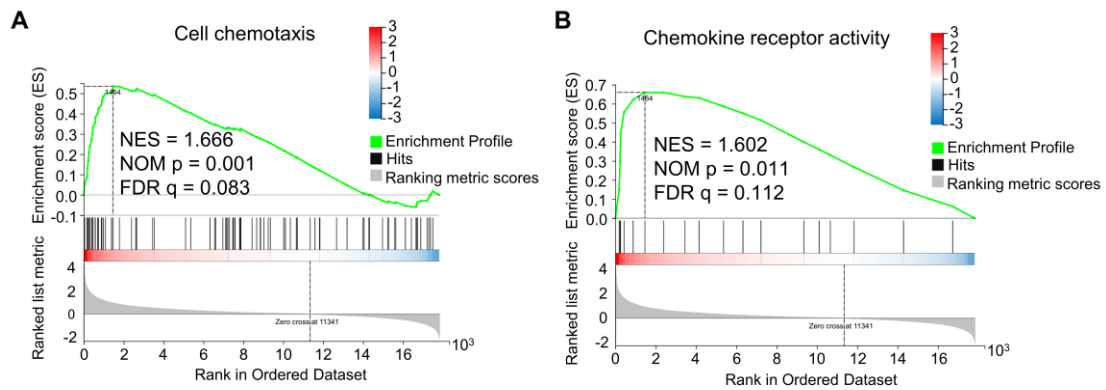 A
Cell chemotaxis
3
2
1
0
-1
-2
-3
Enrichment score (ES)
0.5
0.4
0.3
0.2
0.1
0.0
-0.1
1464
NES = 1.666
NOM p = 0.001
FDR q = 0.083
Enrichment Profile
Hits
Ranking metric scores
Ranked list metric
4
2
0
-2
Zero cross at 11341
0 2 4 6 8 10 12 14 16 10³
Rank in Ordered Dataset
B
Chemokine receptor activity
3
2
1
0
-1
-2
-3
Enrichment score (ES)
0.7
0.6
0.5
0.4
0.3
0.2
0.1
0.0
1464
NES = 1.602
NOM p = 0.011
FDR q = 0.112
Enrichment Profile
Hits
Ranking metric scores
Ranked list metric
4
2
0
-2
Zero cross at 11341
0 2 4 6 8 10 12 14 16 10³
Rank in Ordered Dataset